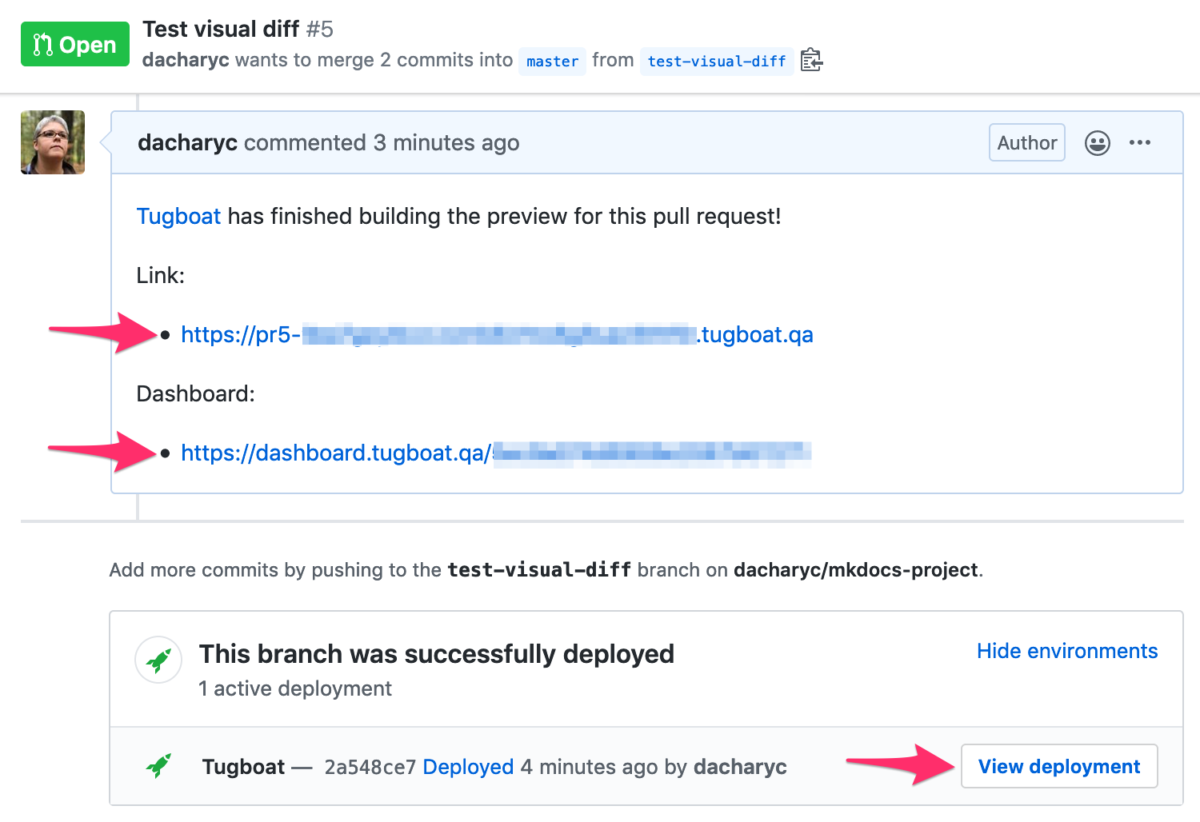 Open
Test visual diff #5
dacharyc wants to merge 2 commits into master from test-visual-diff
dacharyc commented 3 minutes ago
Author
Tugboat has finished building the preview for this pull request!
Link:
https://pr5-
.tugboat.qa
Dashboard:
https://dashboard.tugboat.qa/
Add more commits by pushing to the test-visual-diff branch on dacharyc/mkdocs-project.
This branch was successfully deployed
Hide environments
1 active deployment
Tugboat — 2a548ce7 Deployed 4 minutes ago by dacharyc
View deployment